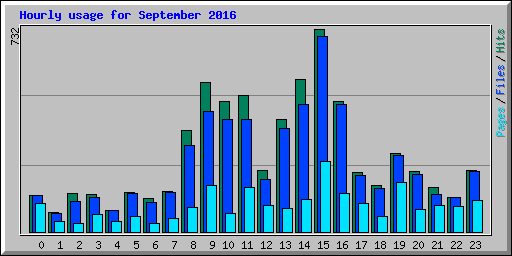 Hourly usage for September 2016
732
Pages/Files/Hits
0 1 2 3 4 5 6 7 8 9 10 11 12 13 14 15 16 17 18 19 20 21 22 23